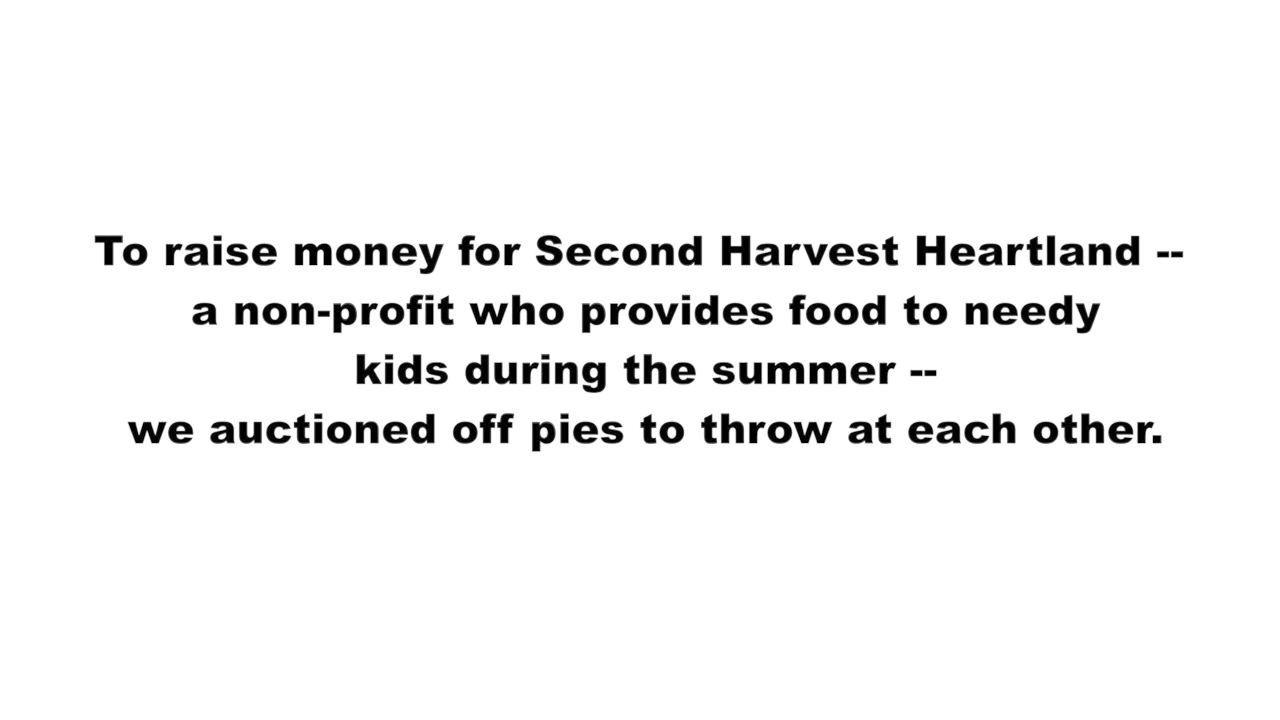 To raise money for Second Harvest Heartland --
a non-profit who provides food to needy
kids during the summer --
we auctioned off pies to throw at each other.